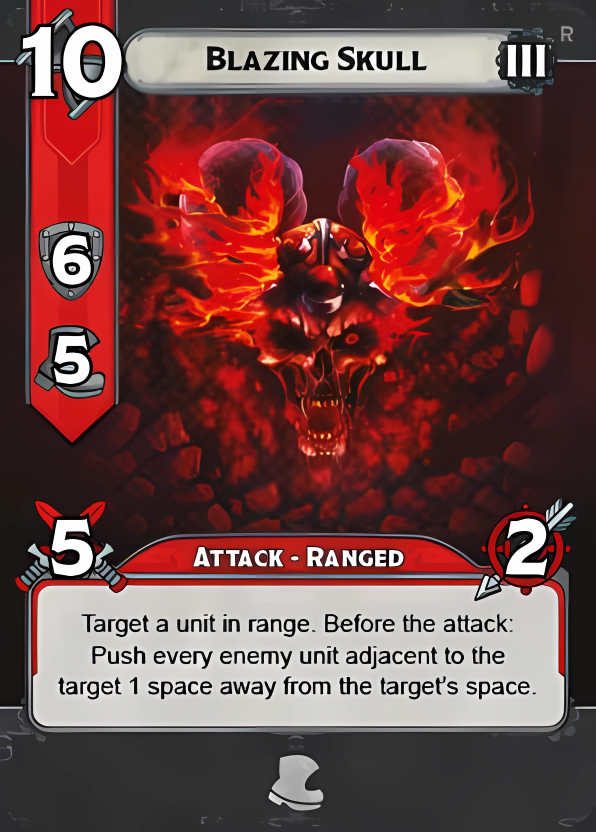 10
BLAZING SKULL
III
R
6
5
5
ATTACK - RANGED
2
Target a unit in range. Before the attack:
Push every enemy unit adjacent to the
target 1 space away from the target's space.